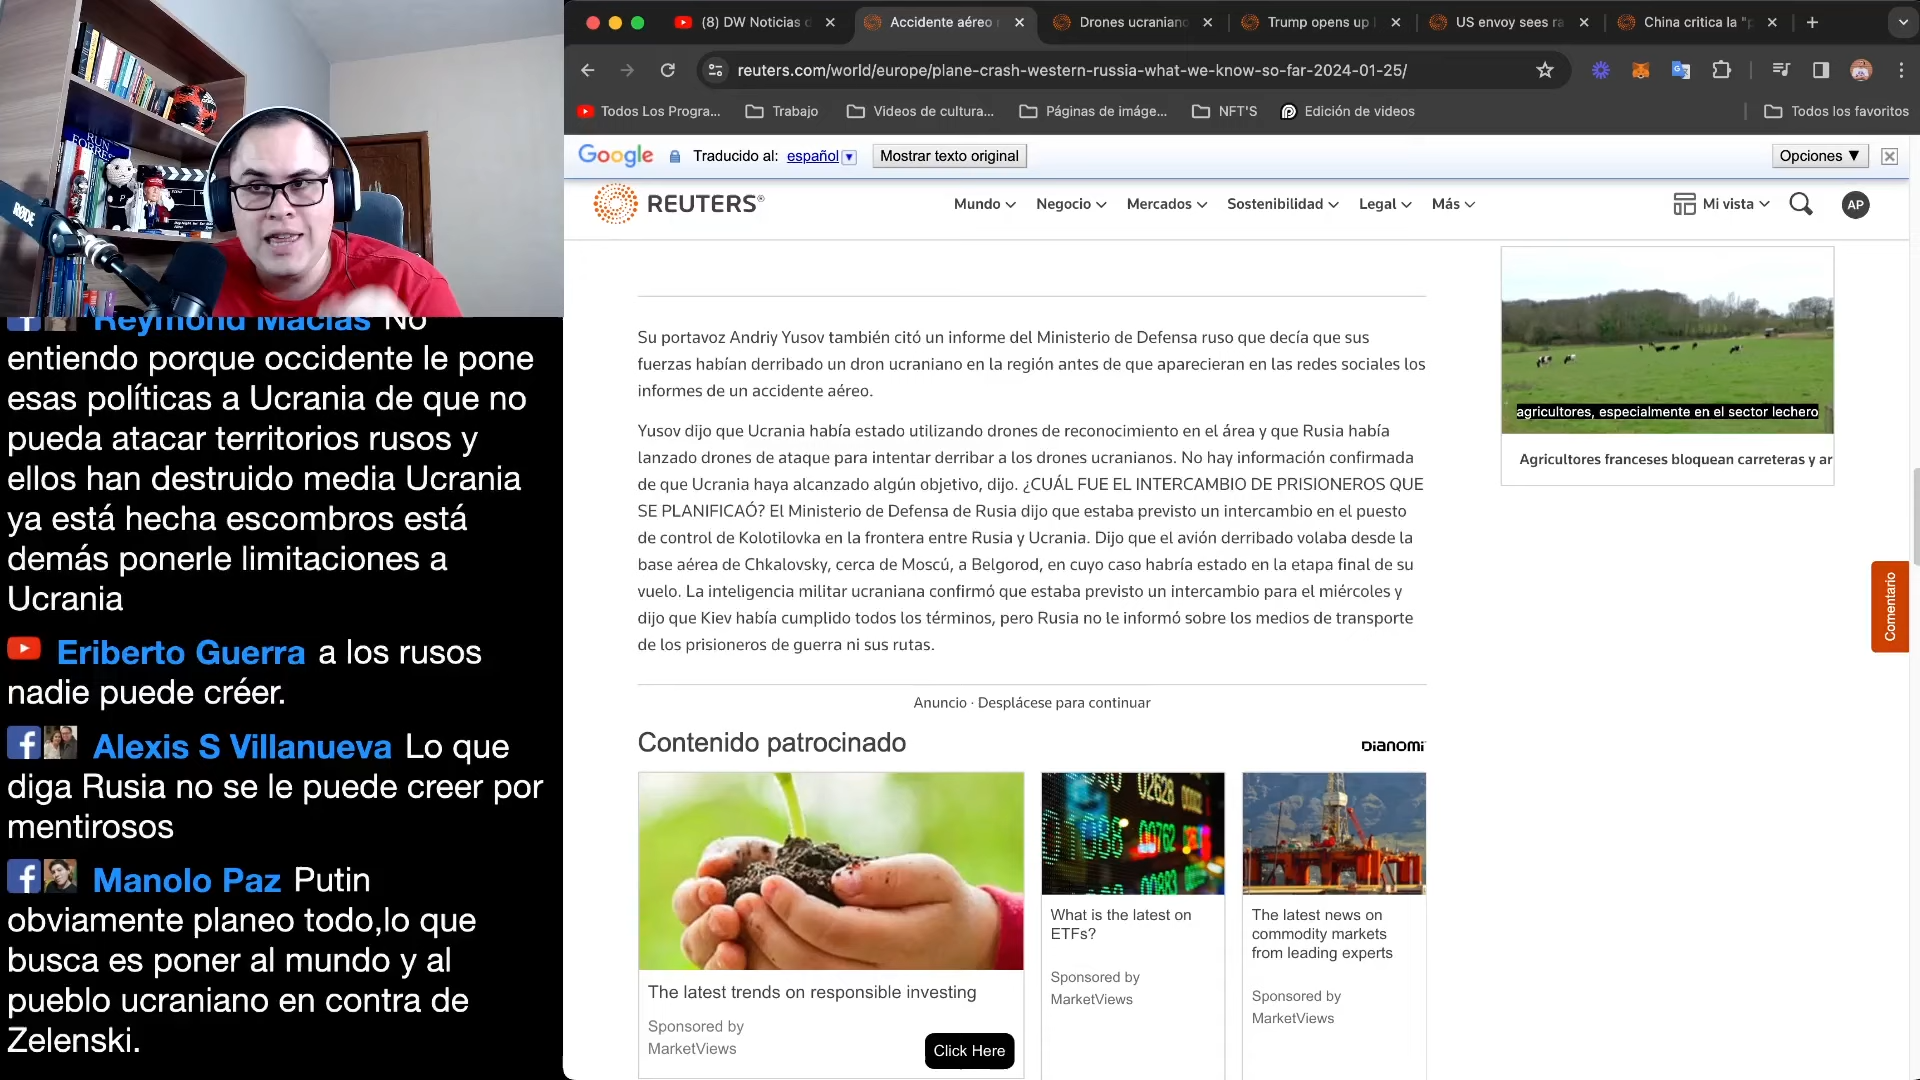 RUN
FORREST
RØDE
Reymond Macias No
entiendo porque occidente le pone
esas políticas a Ucrania de que no
pueda atacar territorios rusos y
ellos han destruido media Ucrania
ya está hecha escombros está
demás ponerle limitaciones a
Ucrania
Eriberto Guerra a los rusos
nadie puede créer.
Alexis S Villanueva Lo que
diga Rusia no se le puede creer por
mentirosos
Manolo Paz Putin
obviamente planeo todo,lo que
busca es poner al mundo y al
pueblo ucraniano en contra de
Zelenski.
(8) DW Noticias
Accidente aéreo
Drones ucraniano
Trump opens up
US envoy sees ra
China critica la "p
reuters.com/world/europe/plane-crash-western-russia-what-we-know-so-far-2024-01-25/
Todos Los Progra...
Trabajo
Videos de cultura...
Páginas de imáge...
NFT'S
Edición de videos
Todos los favoritos
Google
Traducido al: español
Mostrar texto original
Opciones ▼
REUTERS®
Mundo
Negocio
Mercados
Sostenibilidad
Legal
Más
Mi vista
AP
Su portavoz Andriy Yusov también citó un informe del Ministerio de Defensa ruso que decía que sus
fuerzas habían derribado un dron ucraniano en la región antes de que aparecieran en las redes sociales los
informes de un accidente aéreo.
Yusov dijo que Ucrania había estado utilizando drones de reconocimiento en el área y que Rusia había
lanzado drones de ataque para intentar derribar a los drones ucranianos. No hay información confirmada
de que Ucrania haya alcanzado algún objetivo, dijo. ¿CUÁL FUE EL INTERCAMBIO DE PRISIONEROS QUE
SE PLANIFICAÓ? El Ministerio de Defensa de Rusia dijo que estaba previsto un intercambio en el puesto
de control de Kolotilovka en la frontera entre Rusia y Ucrania. Dijo que el avión derribado volaba desde la
base aérea de Chkalovsky, cerca de Moscú, a Belgorod, en cuyo caso habría estado en la etapa final de su
vuelo. La inteligencia militar ucraniana confirmó que estaba previsto un intercambio para el miércoles y
dijo que Kiev había cumplido todos los términos, pero Rusia no le informó sobre los medios de transporte
de los prisioneros de guerra ni sus rutas.
agricultores, especialmente en el sector lechero
Agricultores franceses bloquean carreteras y ar
Comentario
Anuncio · Desplácese para continuar
Contenido patrocinado
DIANOMI
The latest trends on responsible investing
Sponsored by
MarketViews
Click Here
What is the latest on
ETFs?
Sponsored by
MarketViews
The latest news on
commodity markets
from leading experts
Sponsored by
MarketViews